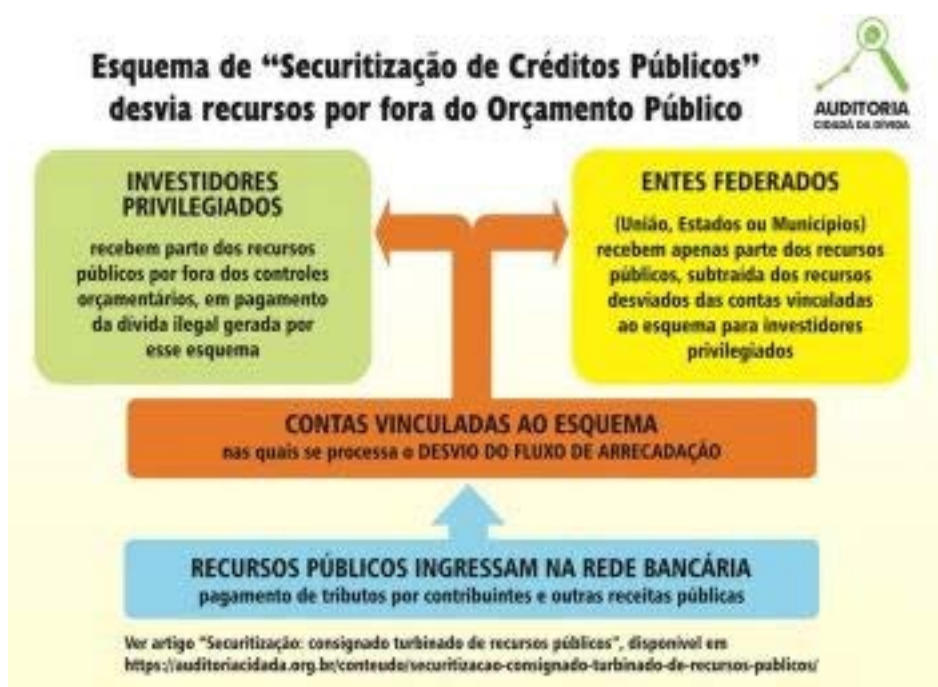 Esquema de “Securitização de Créditos Públicos”
desvia recursos por fora do Orçamento Público
AUDITORIA
CIDADÃ DA DÍVIDA
INVESTIDORES
PRIVILEGIADOS
recebem parte dos recursos
públicos por fora dos controles
orçamentários, em pagamento
da dívida ilegal gerada por
esse esquema
ENTES FEDERADOS
(União, Estados ou Municípios)
recebem apenas parte dos recursos
públicos, subtraída dos recursos
desviados das contas vinculadas
ao esquema para investidores
privilegiados
CONTAS VINCULADAS AO ESQUEMA
nas quais se processa o DESVIO DO FLUXO DE ARRECADAÇÃO
RECURSOS PÚBLICOS INGRESSAM NA REDE BANCÁRIA
pagamento de tributos por contribuintes e outras receitas públicas
Ver artigo “Securitização: consignado turbinado de recursos públicos”, disponível em
https://auditoriacidada.org.br/conteudo/securitizacao-consignado-turbinado-de-recursos-publicos/